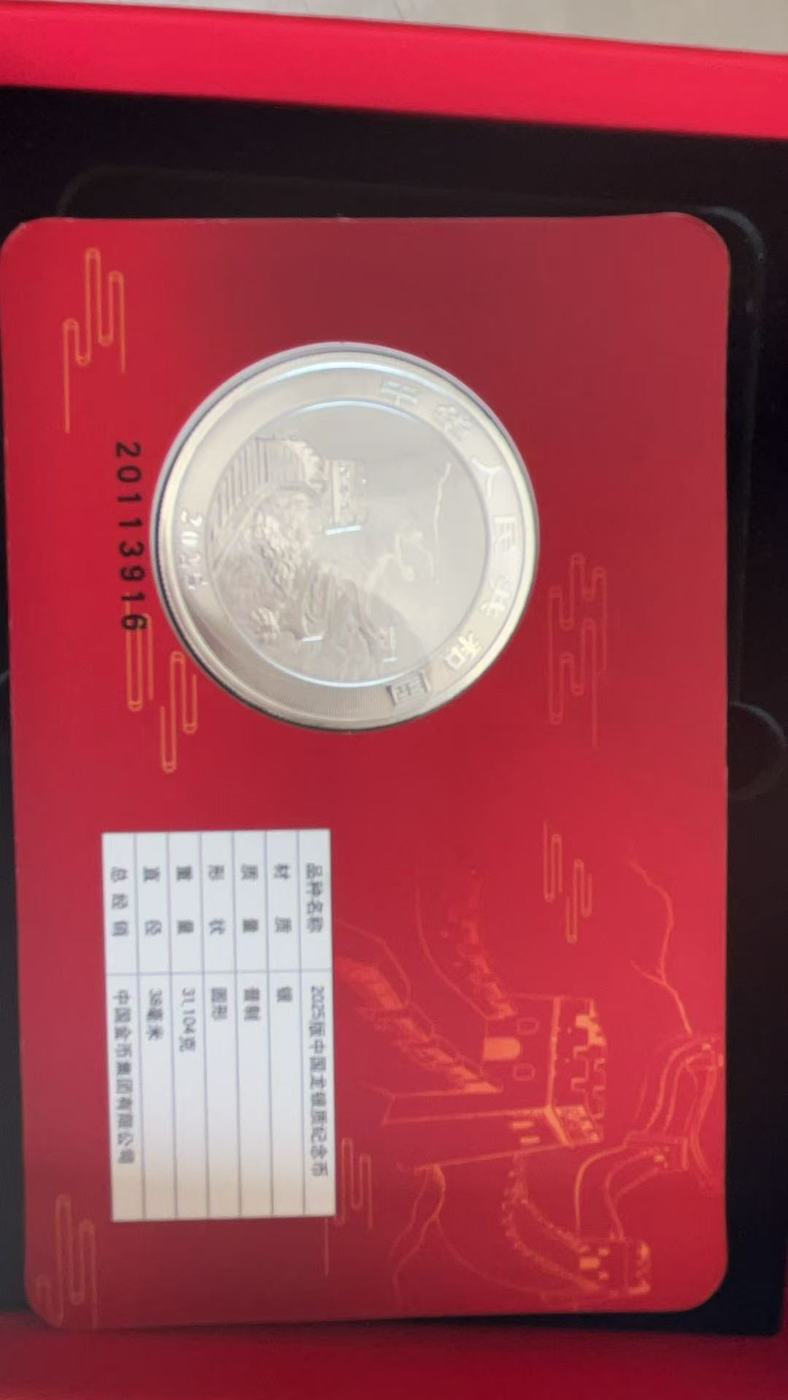 中华人民共和国
2025
20113916
品种名称 2025版中国龙银质纪念币
材 质 银
质 量 普制
形 状 圆形
重 量 31.104克
直 径 38毫米
总 经 销 中国金币集团有限公司